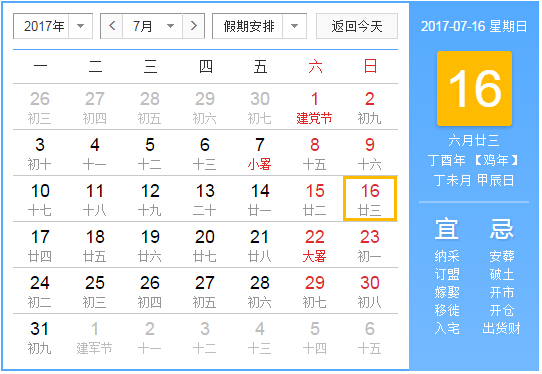 2017年 < 7月 > 假期安排 返回今天
一 二 三 四 五 六 日
26 27 28 29 30 1 2
初三 初四 初五 初六 初七 建党节 初九
3 4 5 6 7 8 9
初十 十一 十二 十三 小暑 十五 十六
10 11 12 13 14 15 16
十七 十八 十九 二十 廿一 廿二 廿三
17 18 19 20 21 22 23
廿四 廿五 廿六 廿七 廿八 大暑 初一
24 25 26 27 28 29 30
初二 初三 初四 初五 初六 初七 初八
31 1 2 3 4 5 6
初九 建军节 十一 十二 十三 十四 十五
2017-07-16 星期日
16
六月廿三
丁酉年【鸡年】
丁未月 甲辰日
宜 忌
纳采 安葬
订盟 破土
嫁娶 开市
移徙 开仓
入宅 出货财